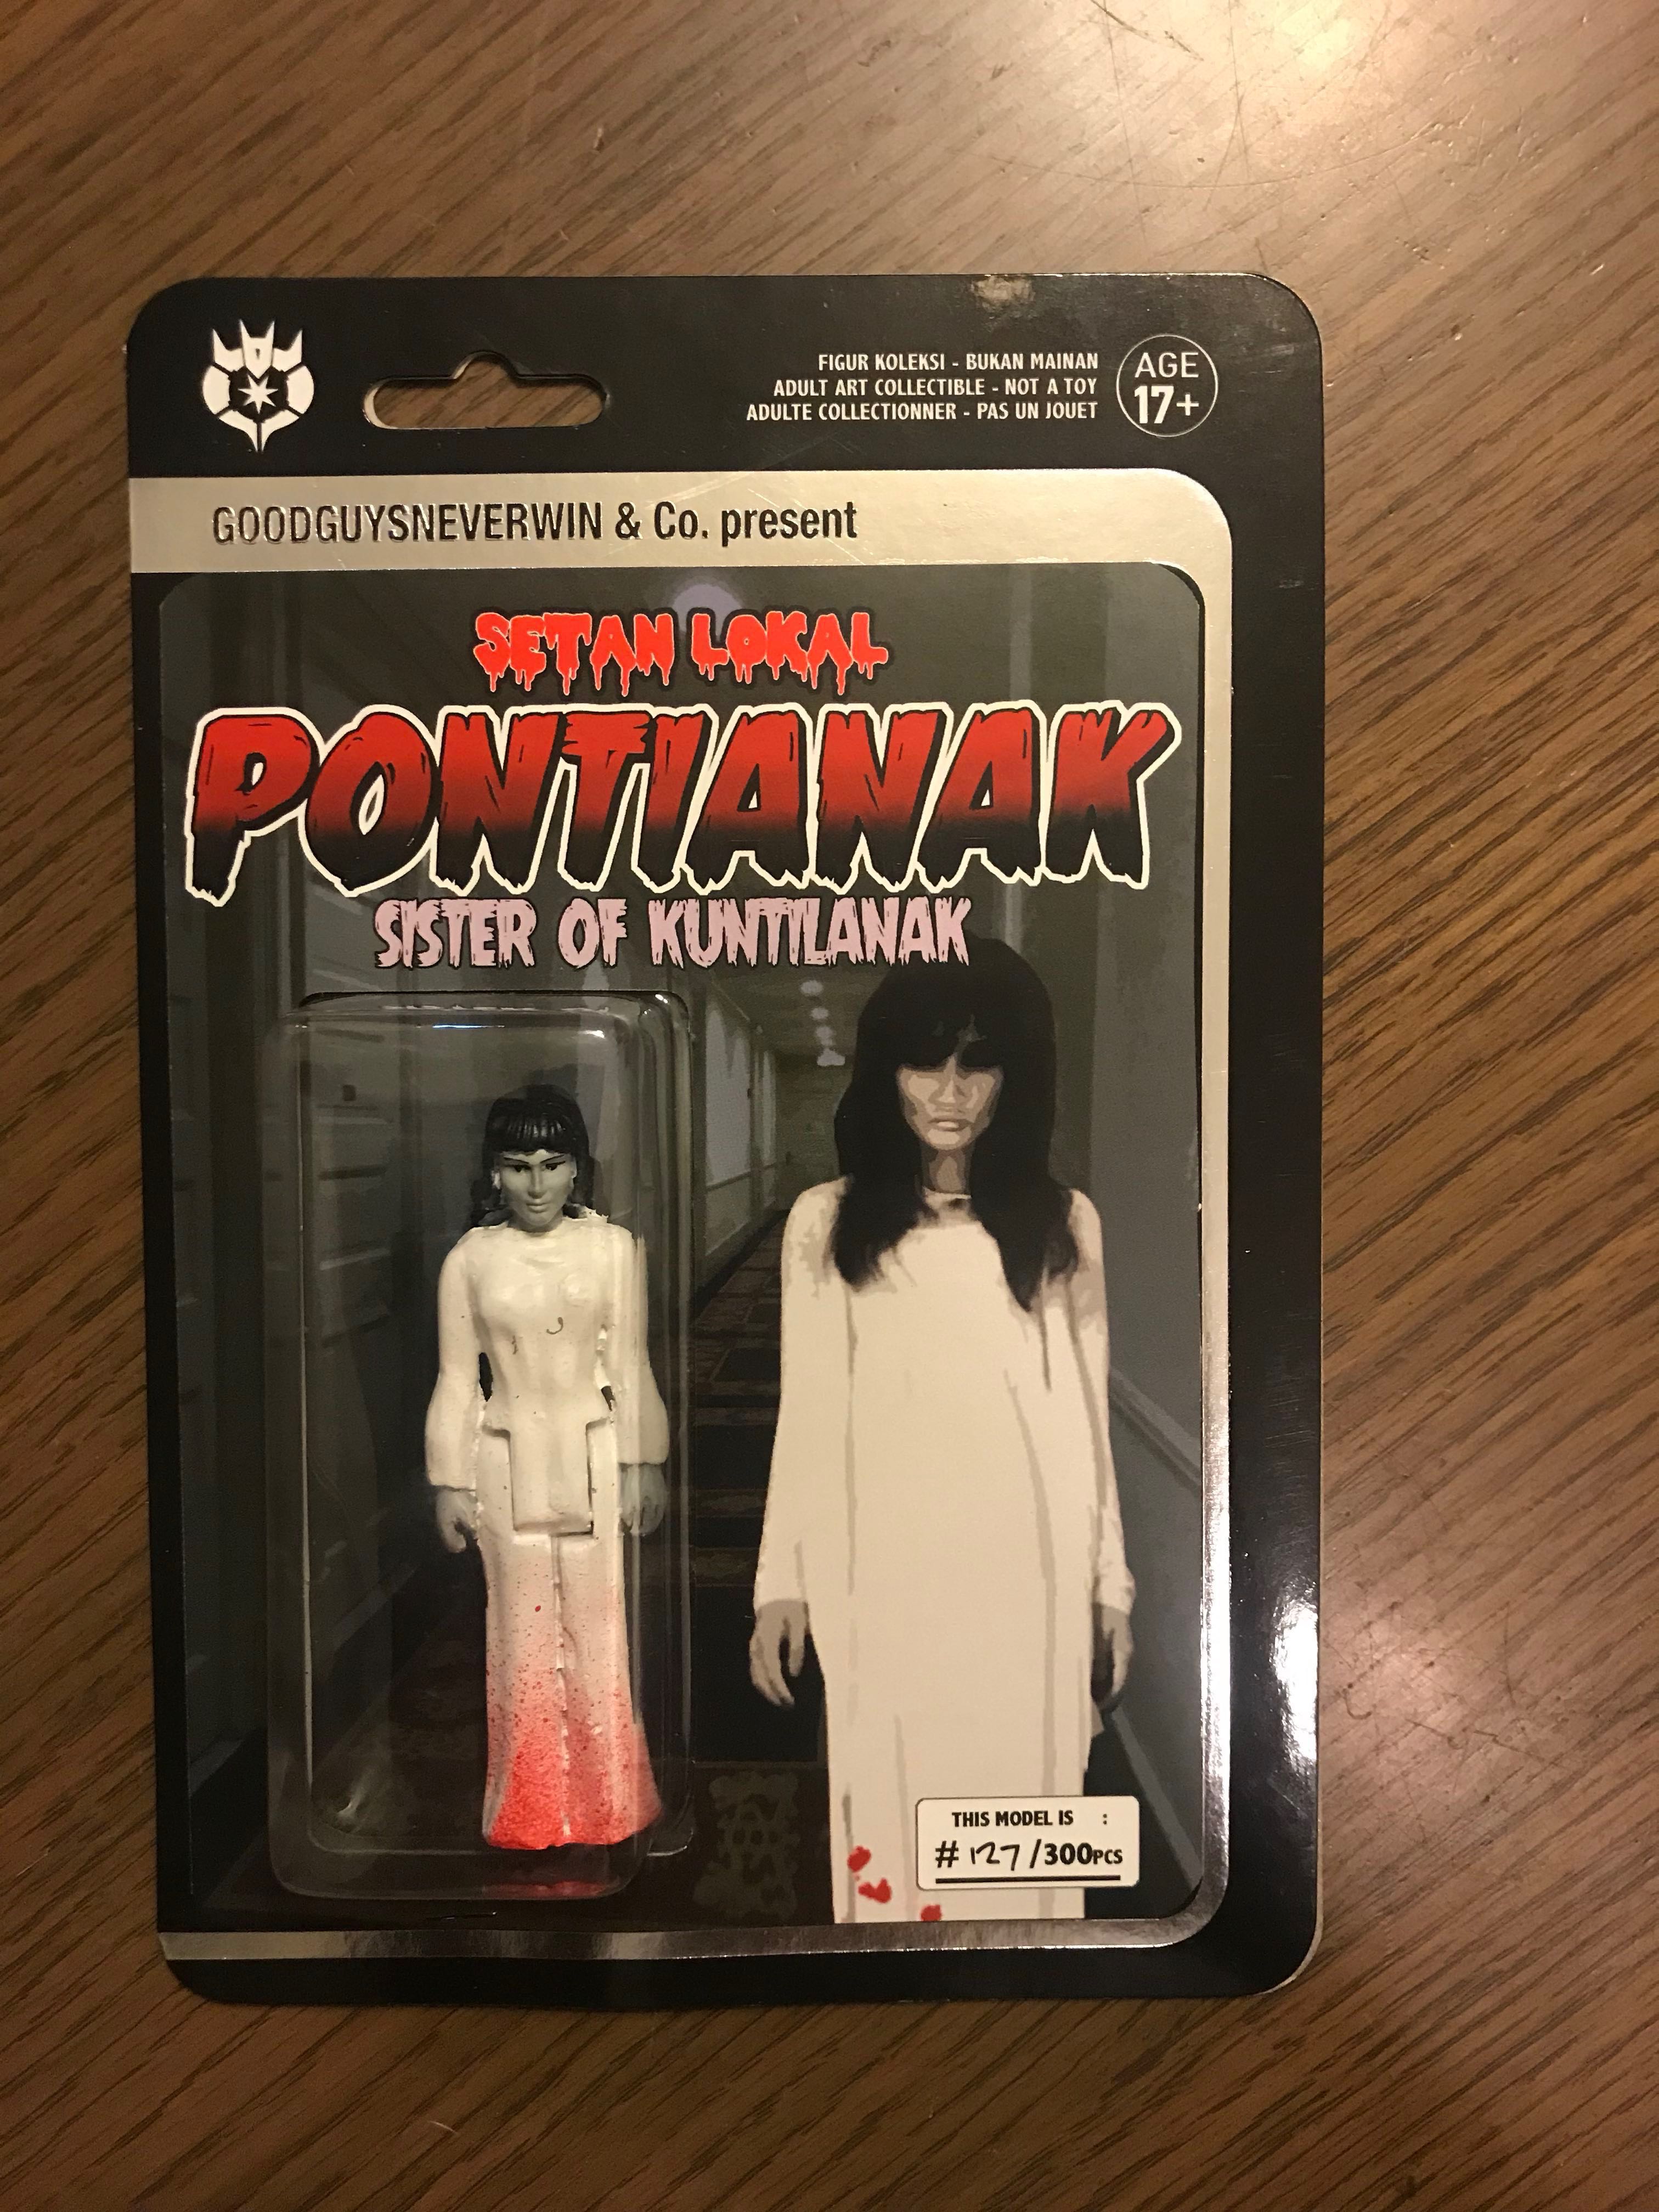 FIGUR KOLEKSI - BUKAN MAINAN
ADULT ART COLLECTIBLE - NOT A TOY
ADULTE COLLECTIONNER - PAS UN JOUET
AGE
17+
GOODGUYSNEVERWIN & Co. present
SETAN LOKAL
PONTIANAK
SISTER OF KUNTILANAK
THIS MODEL IS :
# 127/300PCS